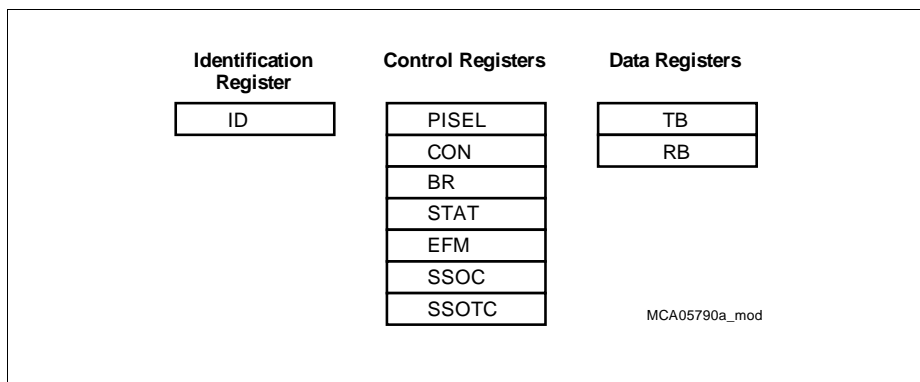 Identification
Register
ID
Control Registers
PISEL
CON
BR
STAT
EFM
SSOC
SSOTC
Data Registers
TB
RB
MCA05790a_mod